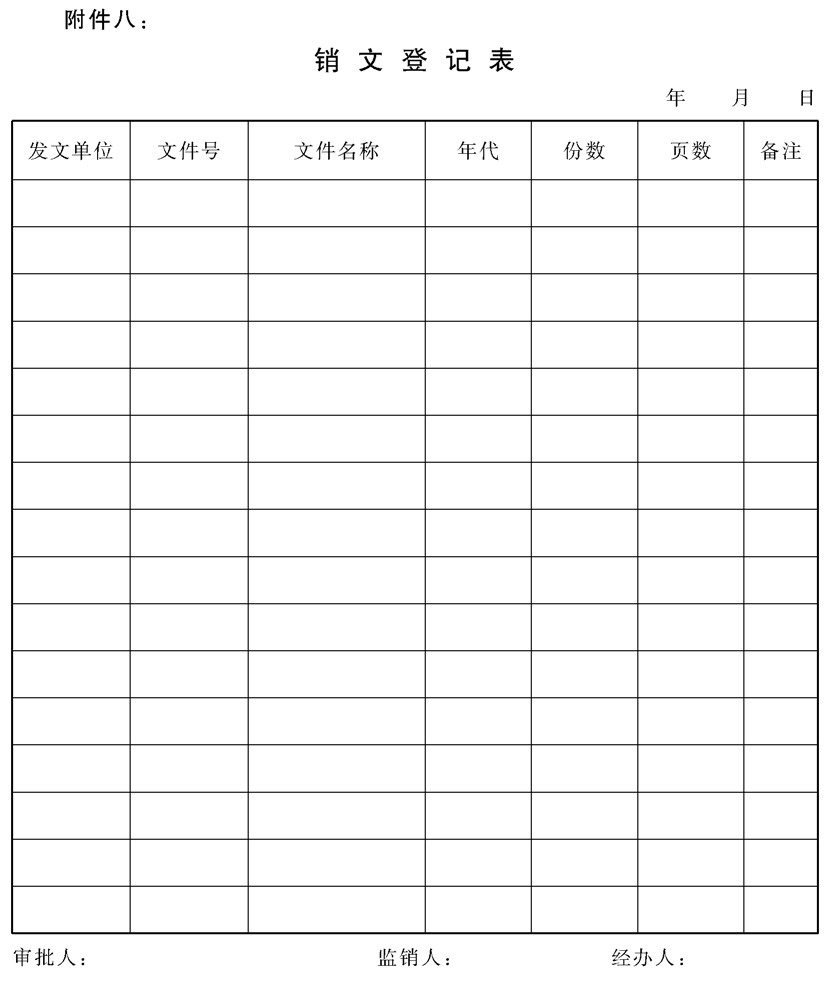 附件八：
销文登记表
年 月 日
发文单位 文件号 文件名称 年代 份数 页数 备注
审批人： 监销人： 经办人：